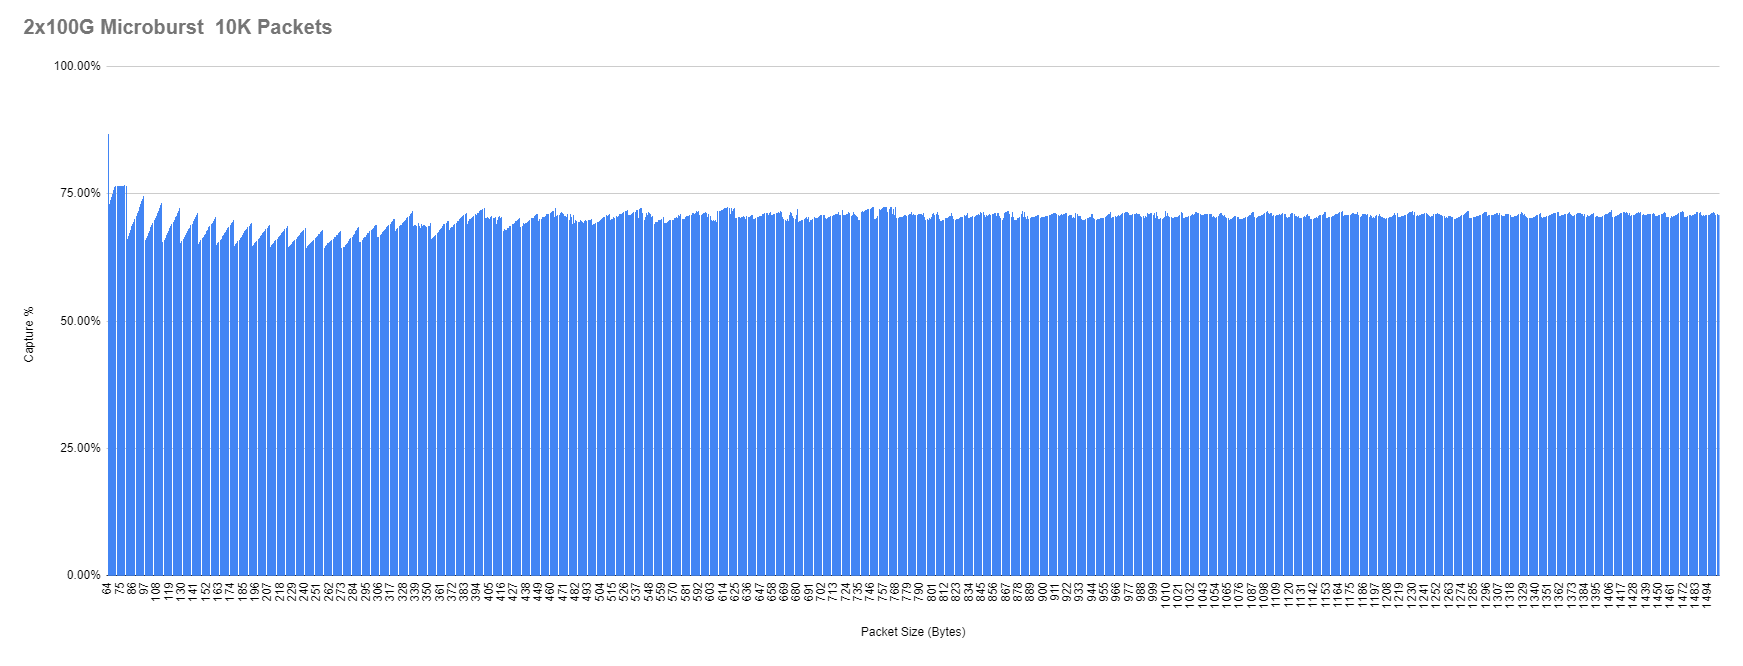 2x100G Microburst  10K Packets
100.00%
75.00%
50.00%
25.00%
0.00%
Capture %
64 75 86 97 108 119 130 141 152 163 174 185 196 207 218 229 240 251 262 273 284 295 306 317 328 339 350 361 372 383 394 405 416 427 438 449 460 471 482 493 504 515 526 537 548 559 570 581 592 603 614 625 636 647 658 669 680 691 702 713 724 735 746 757 768 779 790 801 812 823 834 845 856 867 878 889 900 911 922 933 944 955 966 977 988 999 1010 1021 1032 1043 1054 1065 1076 1087 1098 1109 1120 1131 1142 1153 1164 1175 1186 1197 1208 1219 1230 1241 1252 1263 1274 1285 1296 1307 1318 1329 1340 1351 1362 1373 1384 1395 1406 1417 1428 1439 1450 1461 1472 1483 1494
Packet Size (Bytes)